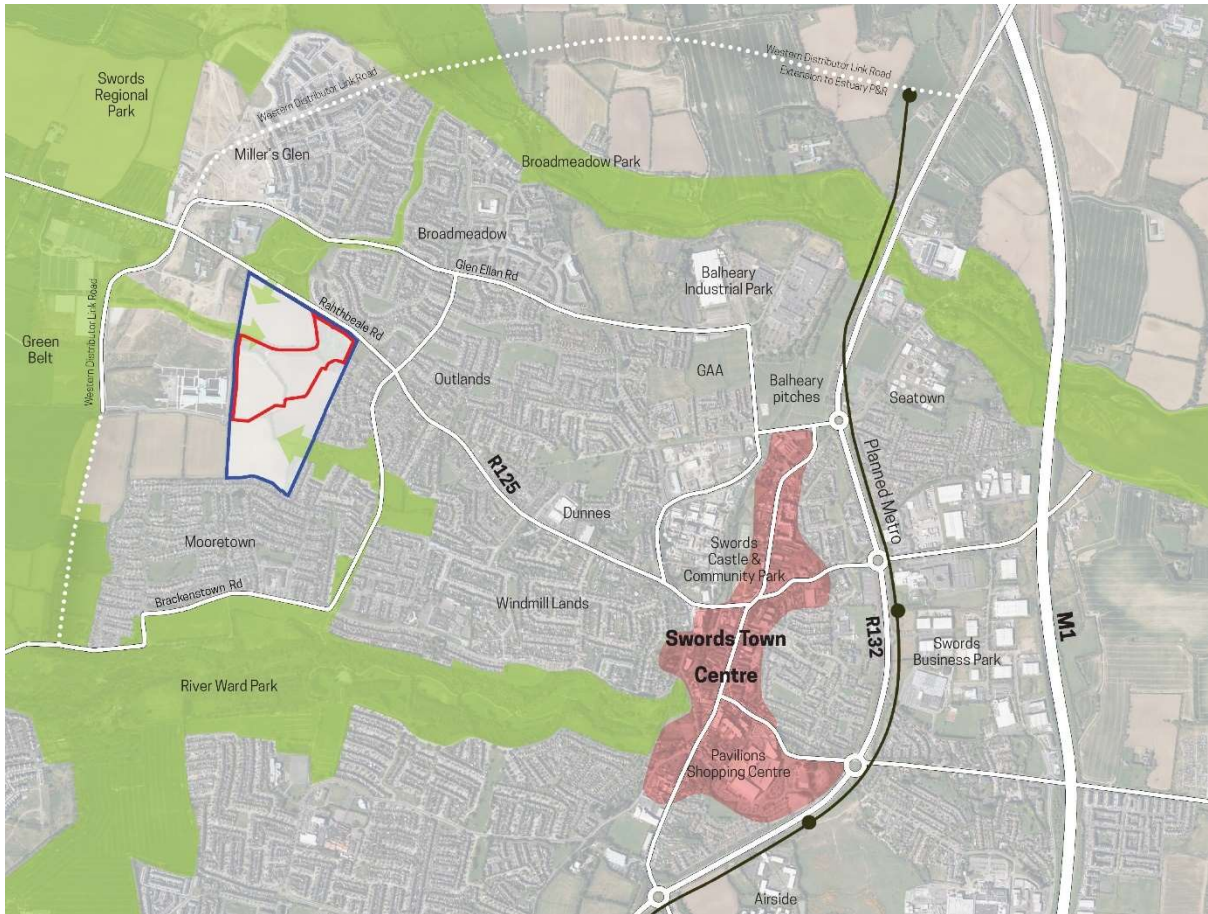 Western Distributor Link Road
Extension to Estuary P&R
Swords
Regional
Park
Western Distributor Link Road
Miller's Glen
Broadmeadow Park
Broadmeadow
Glen Ellan Rd
Balheary
Industrial Park
Rahthbeale Rd
Green
Belt
Western Distributor Link Road
Outlands
GAA
Balheary
pitches
Seatown
Planned Metro
R125
Dunnes
Mooretown
Swords
Castle &
Community Park
Brackenstown Rd
Windmill Lands
Swords Town
Centre
R132
M1
Swords
Business Park
River Ward Park
Pavilions
Shopping Centre
Airside